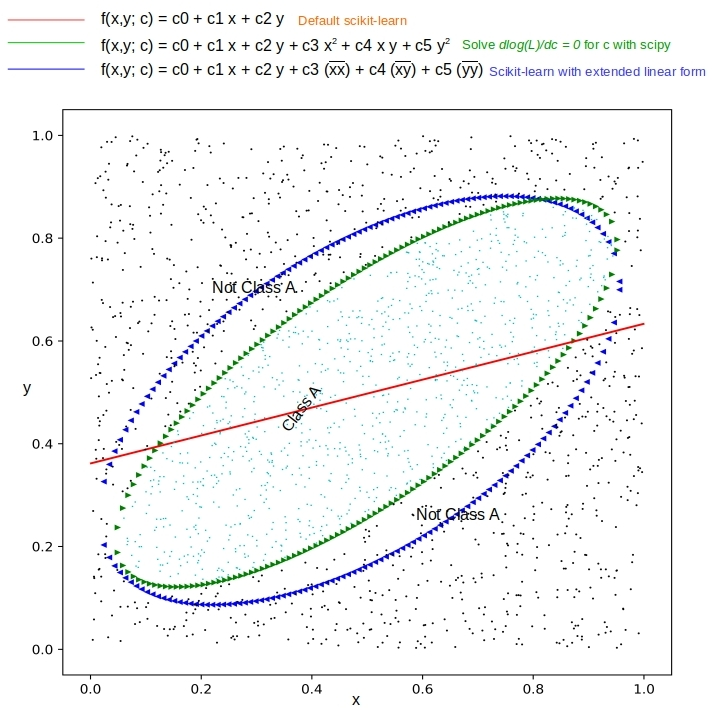 f(x,y; c) = c0 + c1 x + c2 y Default scikit-learn
f(x,y; c) = c0 + c1 x + c2 y + c3 x² + c4 x y + c5 y² Solve dlog(L)/dc = 0 for c with scipy
f(x,y; c) = c0 + c1 x + c2 y + c3 (x̅x̅) + c4 (x̅y̅) + c5 (y̅y̅) Scikit-learn with extended linear form
1.0
0.8
Not Class A
0.6
y
Class A
0.4
Not Class A
0.2
0.0
0.0 0.2 0.4 0.6 0.8 1.0
x